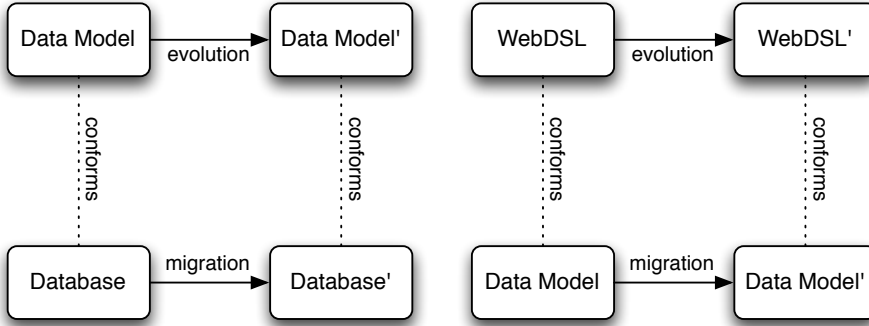 Data Model
evolution
Data Model'
conforms
conforms
Database
migration
Database'
WebDSL
evolution
WebDSL'
conforms
conforms
Data Model
migration
Data Model'